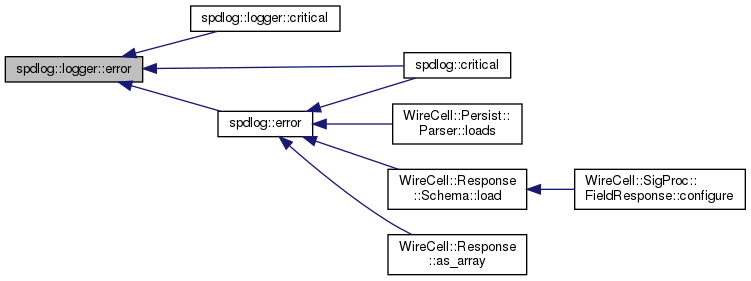 spdlog::logger::critical
spdlog::logger::error
spdlog::critical
spdlog::error
WireCell::Persist::
Parser::loads
WireCell::Response
::Schema::load
WireCell::SigProc::
FieldResponse::configure
WireCell::Response
::as_array